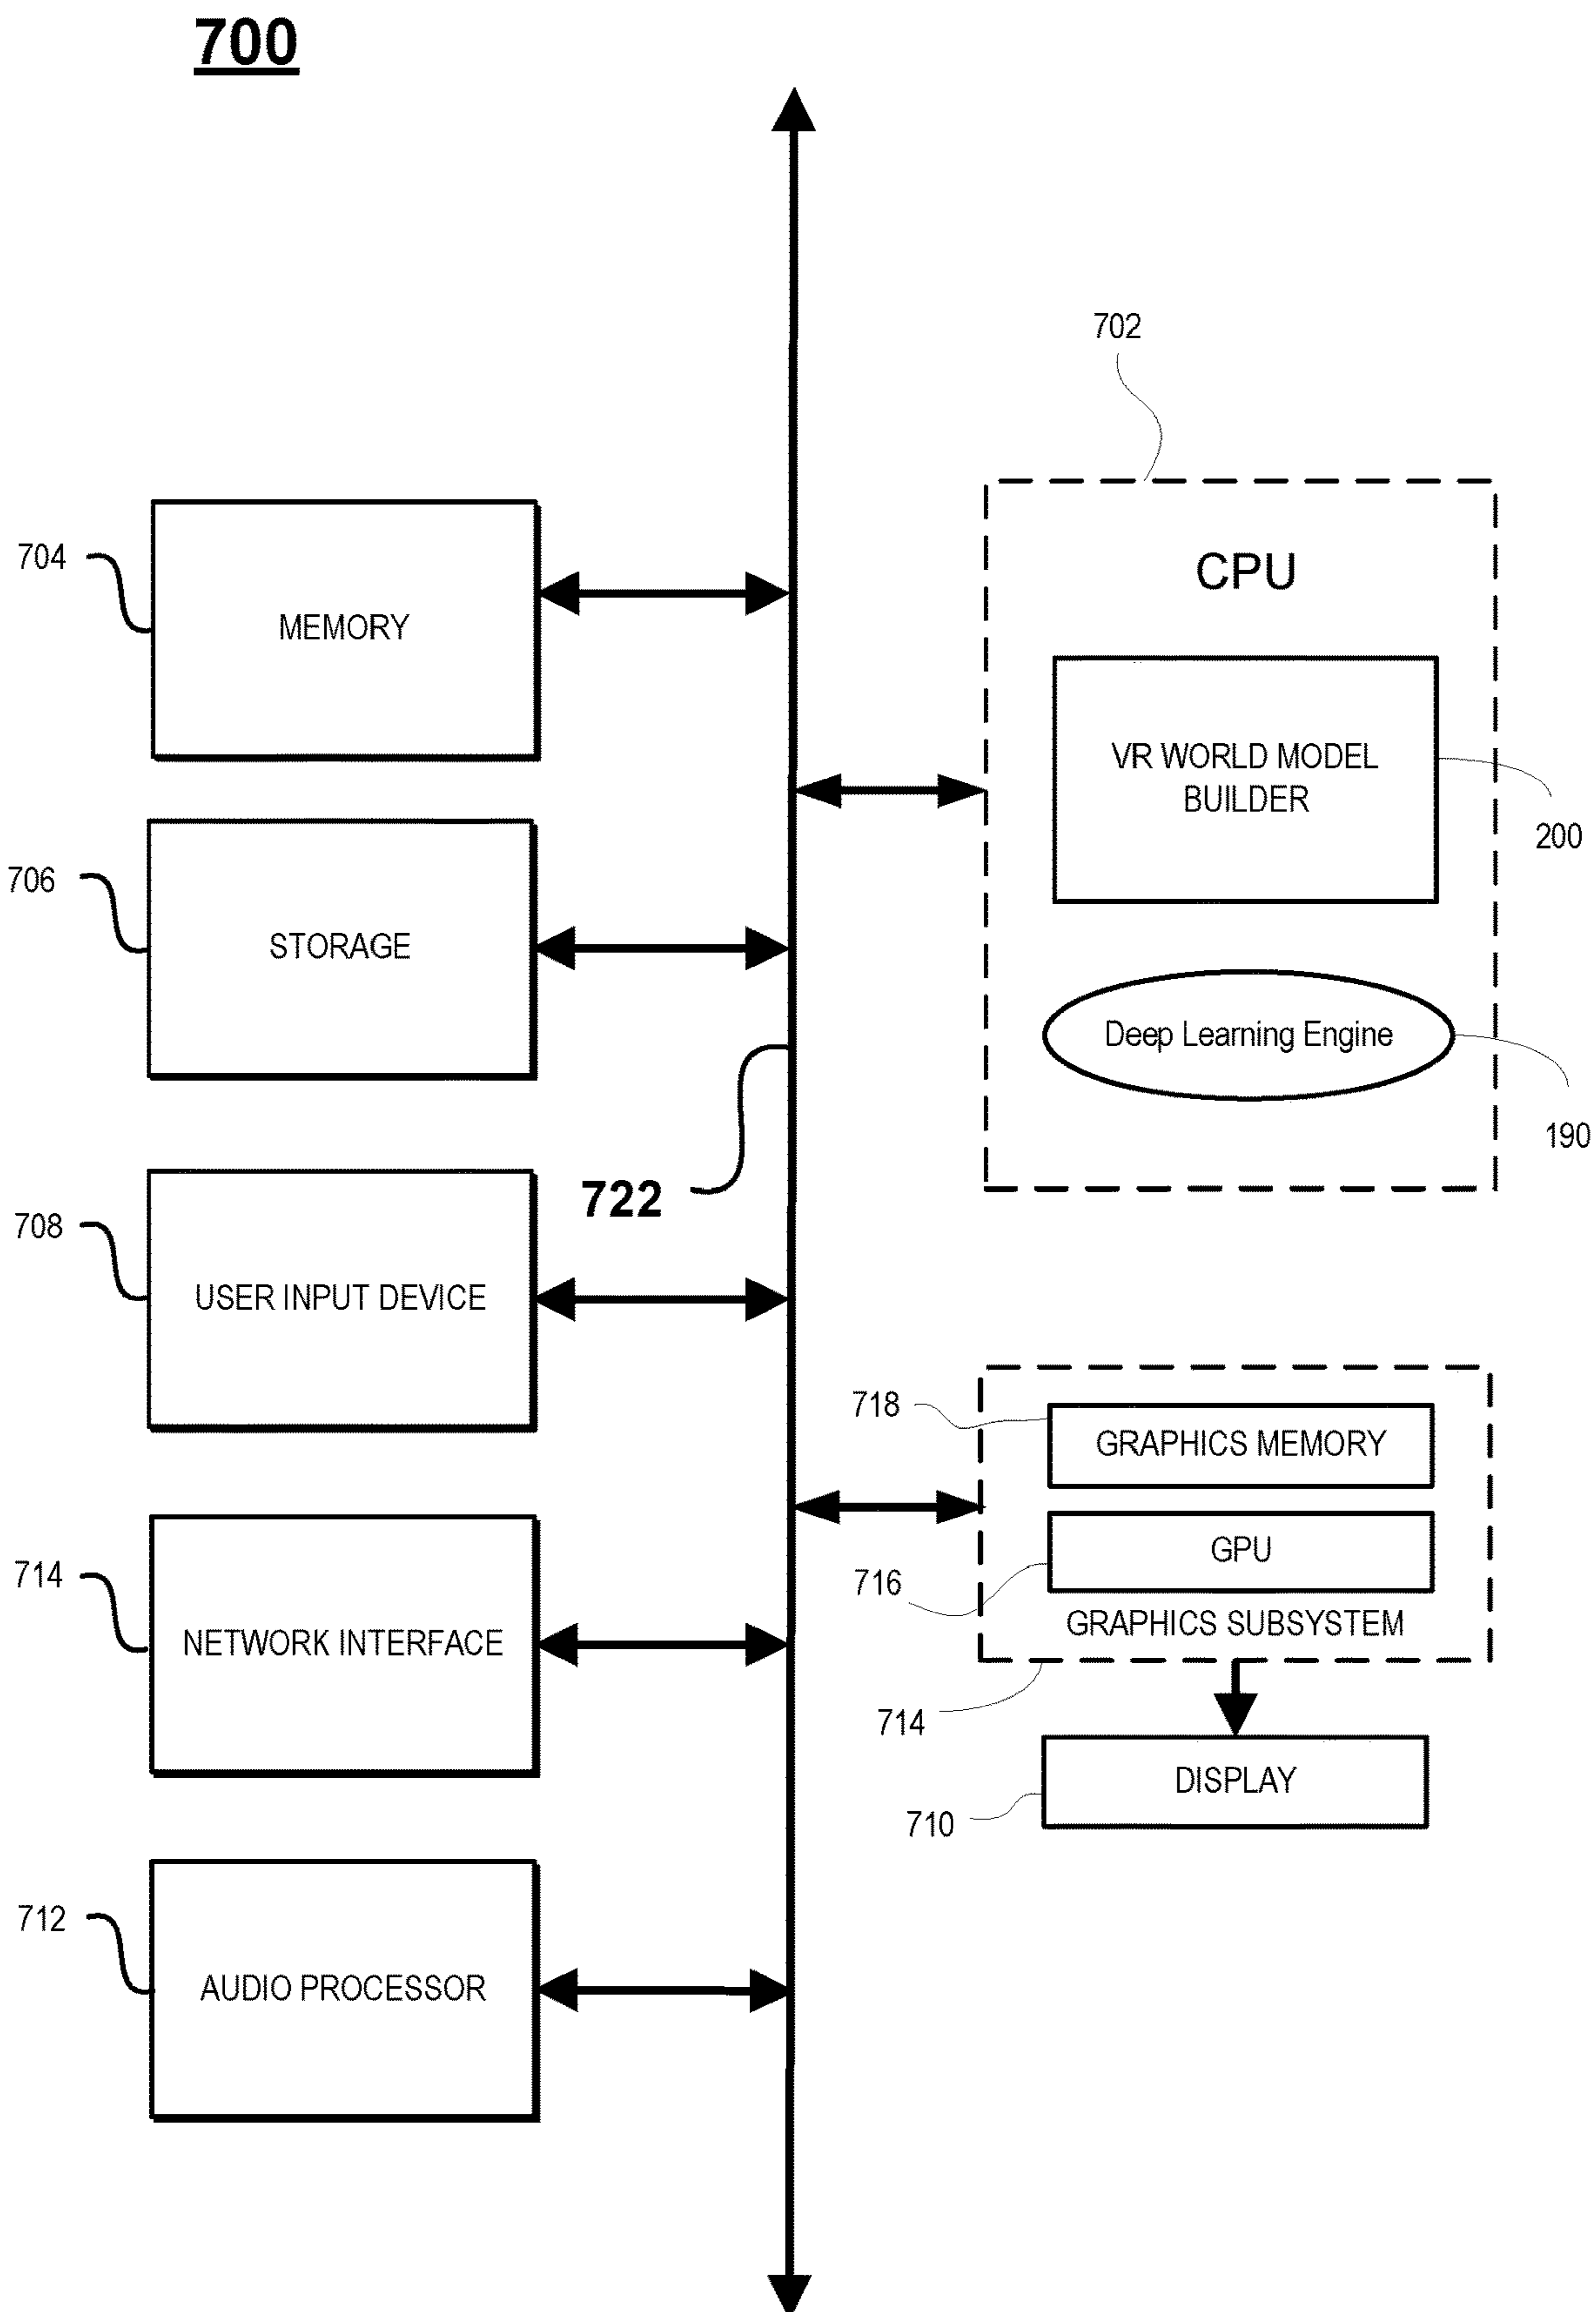 700
702
CPU
704
MEMORY
VR WORLD MODEL
BUILDER
200
706
STORAGE
Deep Learning Engine
190
722
708
USER INPUT DEVICE
718
GRAPHICS MEMORY
GPU
716
GRAPHICS SUBSYSTEM
714
NETWORK INTERFACE
714
DISPLAY
710
712
AUDIO PROCESSOR